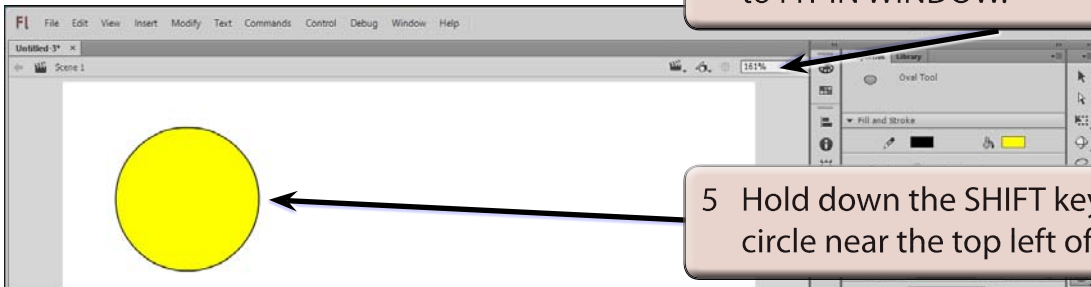 to FIT IN WINDOW.
Fl File Edit View Insert Modify Text Commands Control Debug Window Help
Untitled-3* ×
Scene 1
161%
Library
Oval Tool
Fill and Stroke
5 Hold down the SHIFT key
circle near the top left of